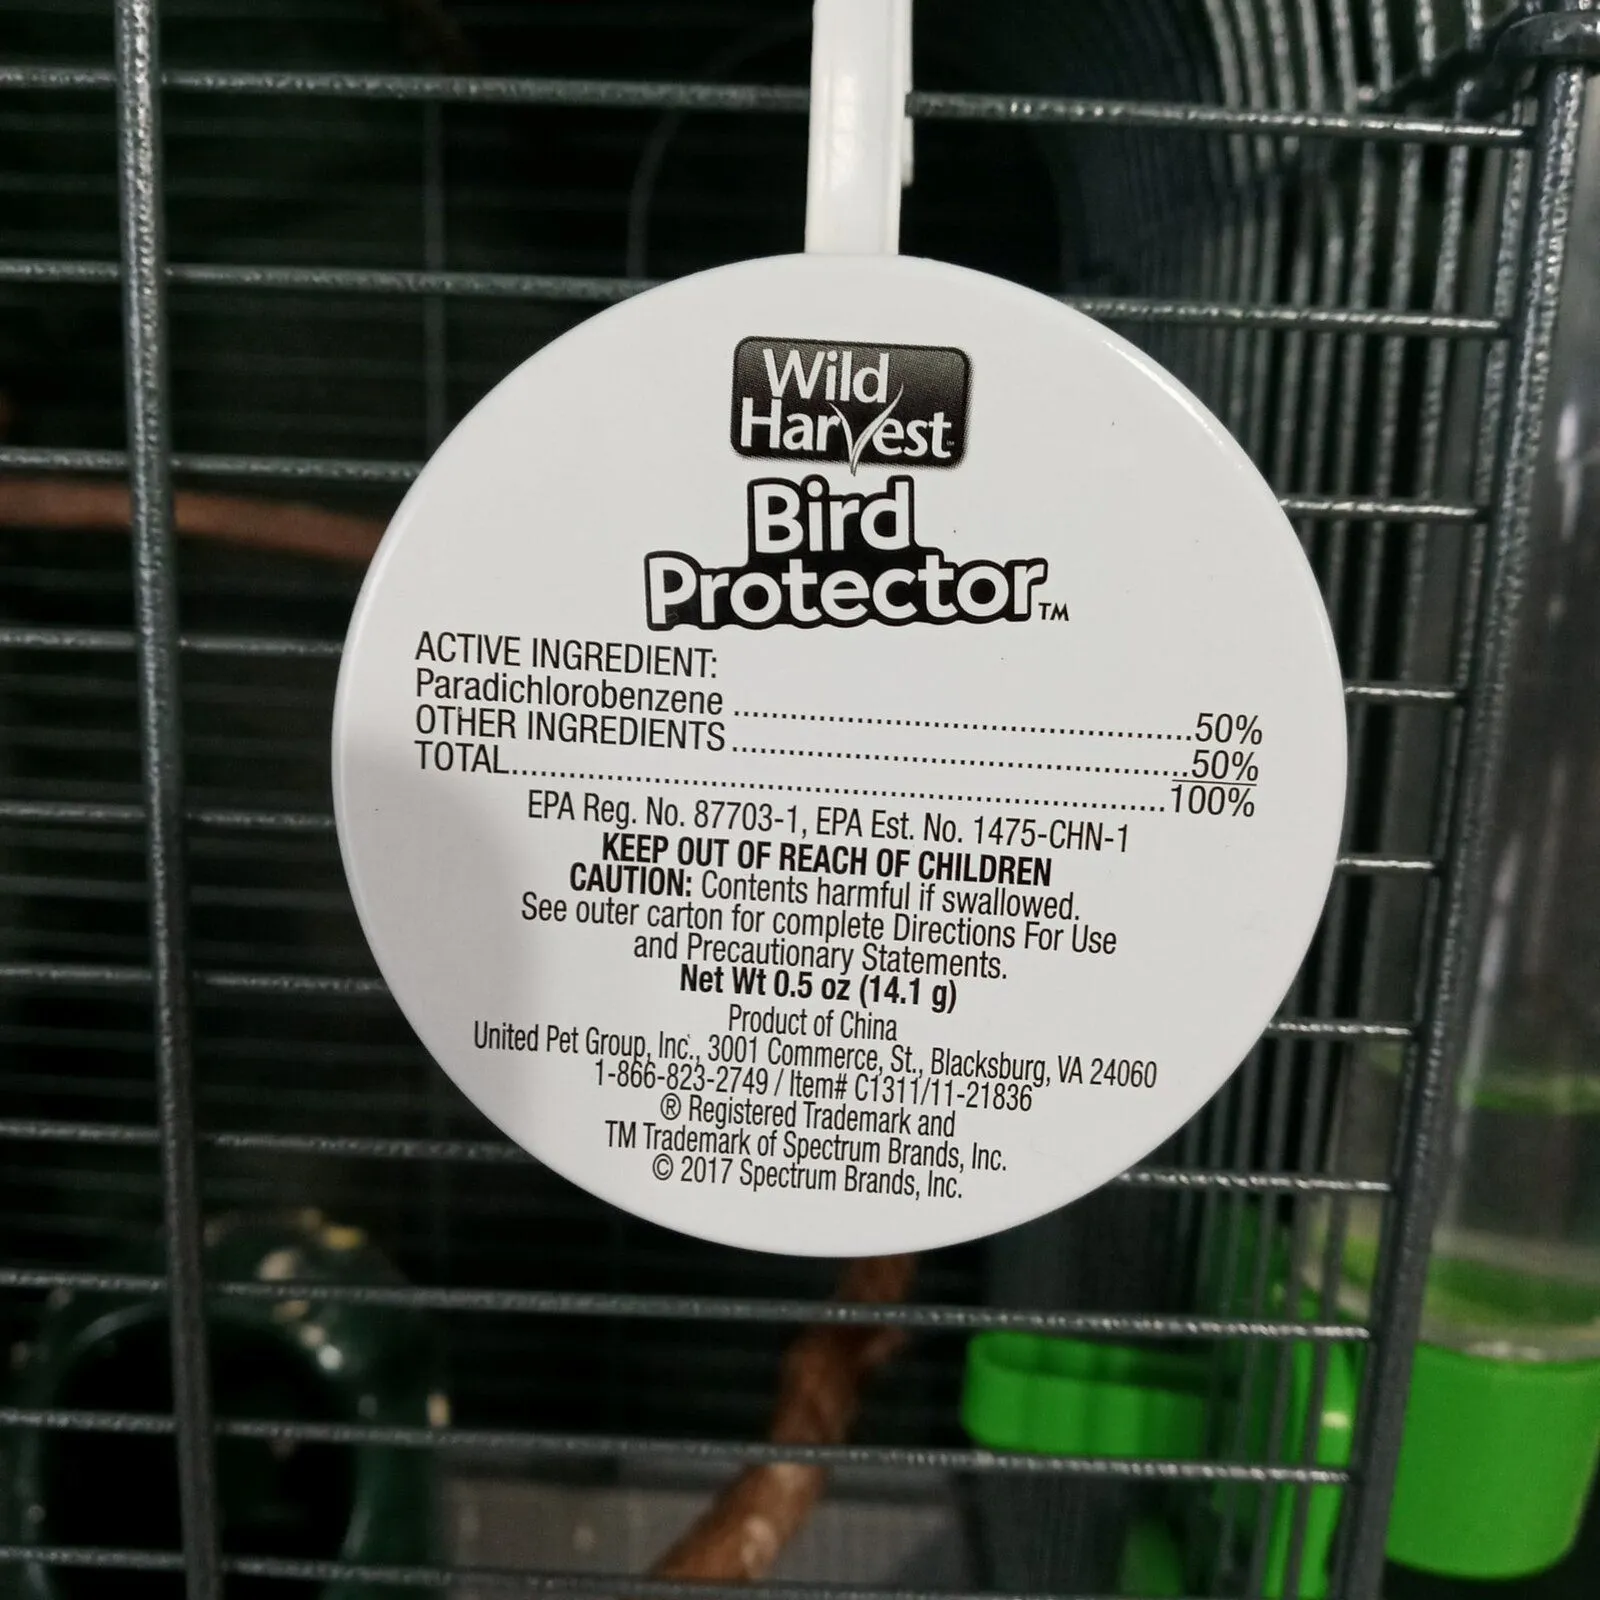 Wild
Harvest
Bird
Protector™
ACTIVE INGREDIENT:
Paradichlorobenzene ........................................50%
OTHER INGREDIENTS ........................................50%
TOTAL........................................100%
EPA Reg. No. 87703-1, EPA Est. No. 1475-CHN-1
KEEP OUT OF REACH OF CHILDREN
CAUTION: Contents harmful if swallowed.
See outer carton for complete Directions For Use
and Precautionary Statements.
Net Wt 0.5 oz (14.1 g)
Product of China
United Pet Group, Inc., 3001 Commerce, St., Blacksburg, VA 24060
1-866-823-2749 / Item# C1311/11-21836
® Registered Trademark and
TM Trademark of Spectrum Brands, Inc.
© 2017 Spectrum Brands, Inc.